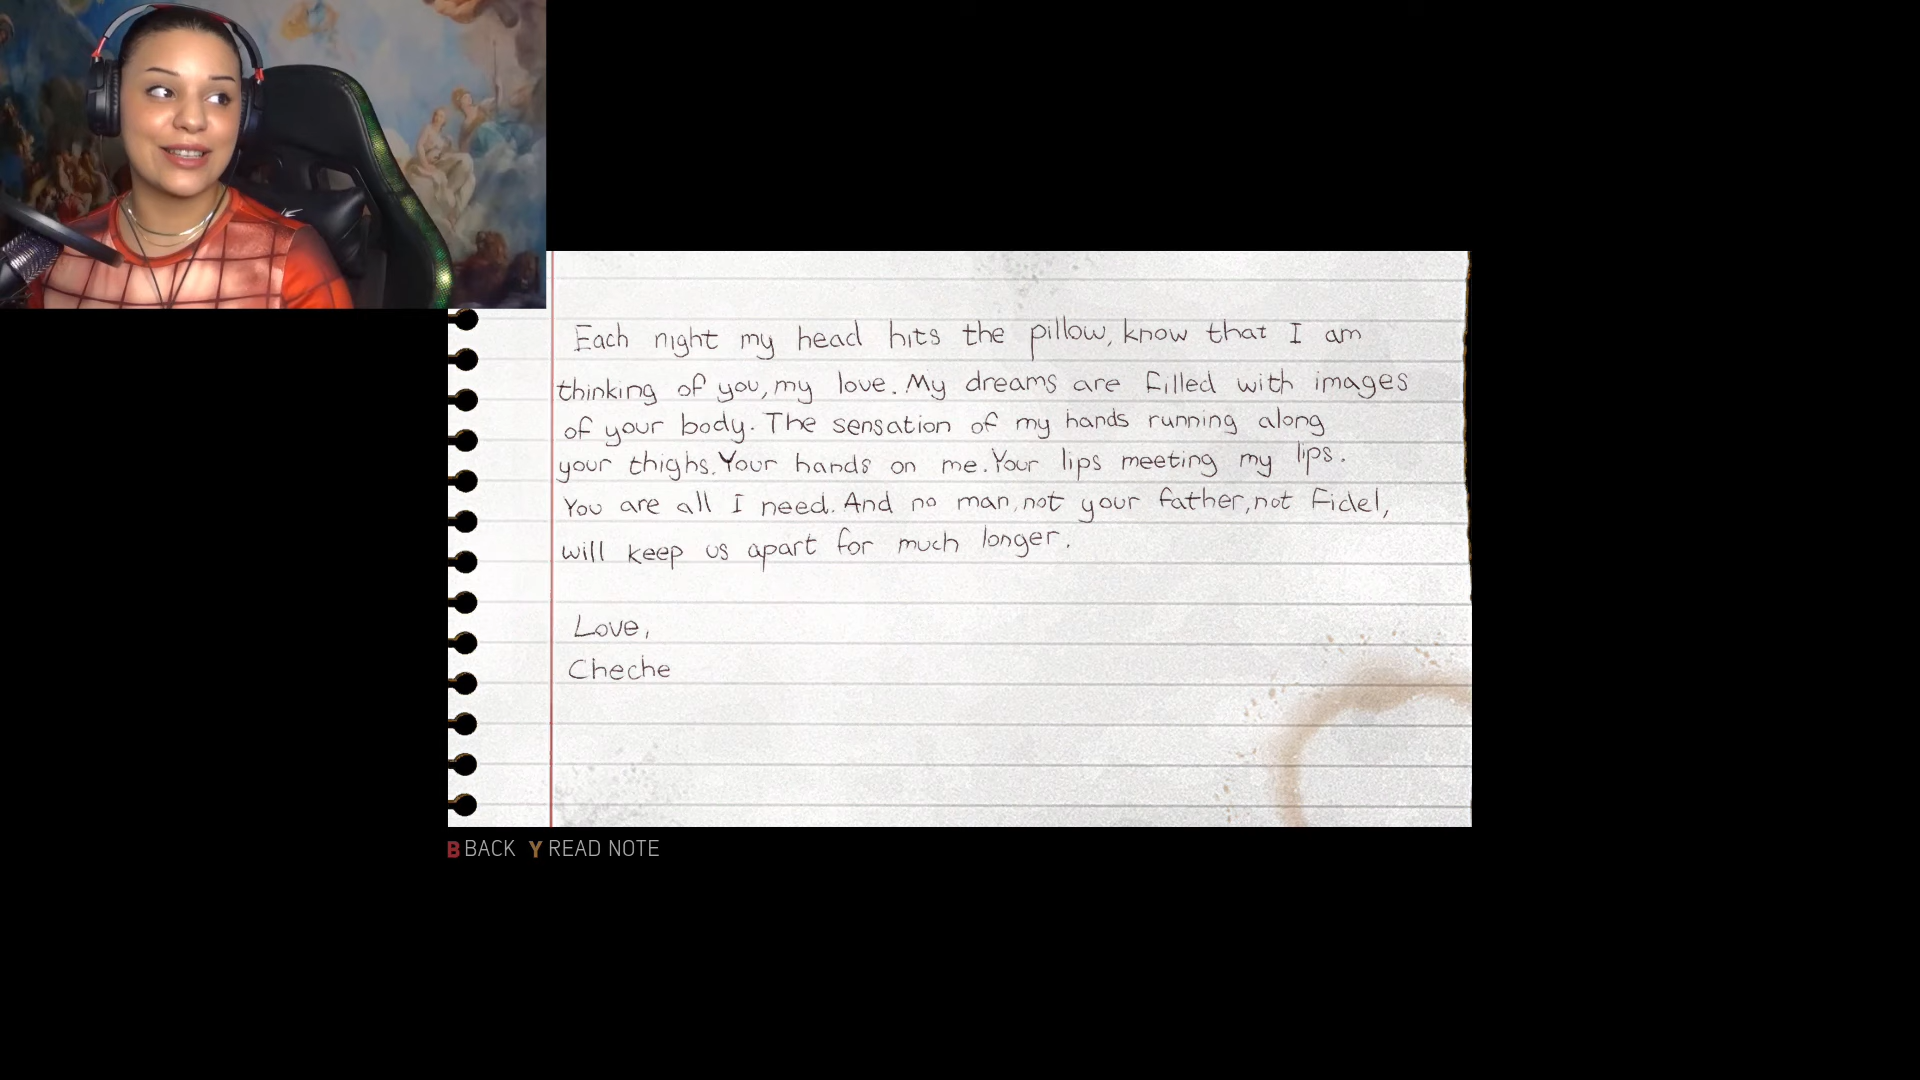 Each night my head hits the pillow, know that I am
thinking of you, my love. My dreams are filled with images
of your body. The sensation of my hands running along
your thighs. Your hands on me. Your lips meeting my lips.
You are all I need. And no man, not your father, not Fidel,
will keep us apart for much longer.
Love,
Cheche
B BACK Y READ NOTE